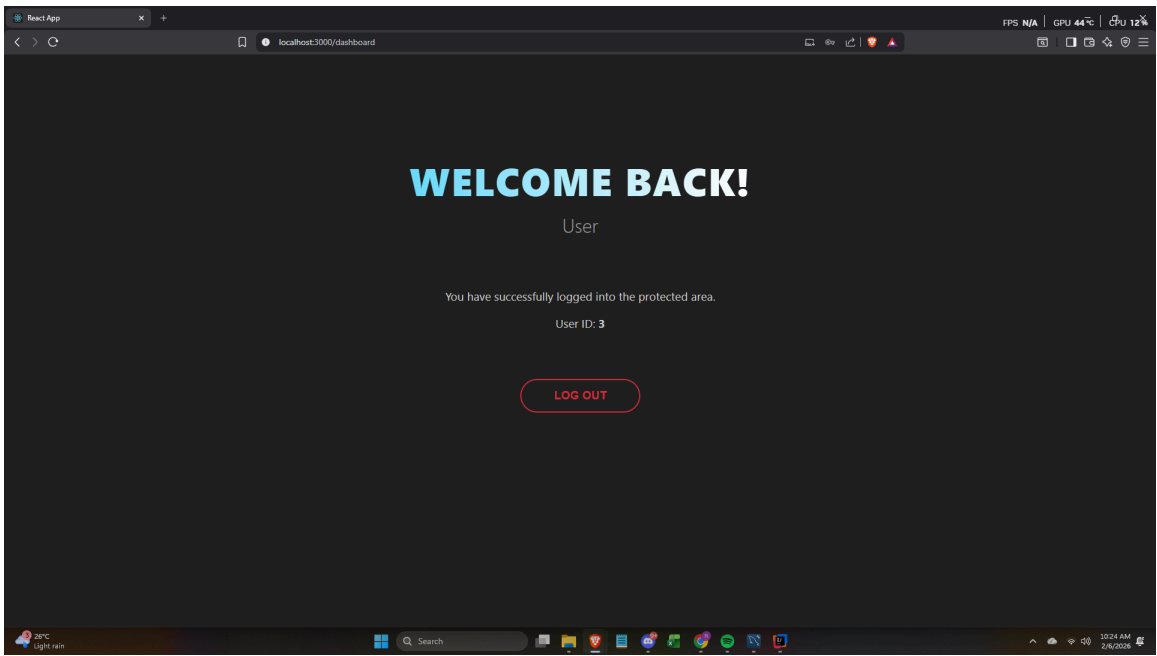 React App
FPS N/A GPU 44°C CPU 12%
localhost:3000/dashboard
WELCOME BACK!
User
You have successfully logged into the protected area.
User ID: 3
LOG OUT
3
26°C
Light rain
Search
10:24 AM
2/6/2026